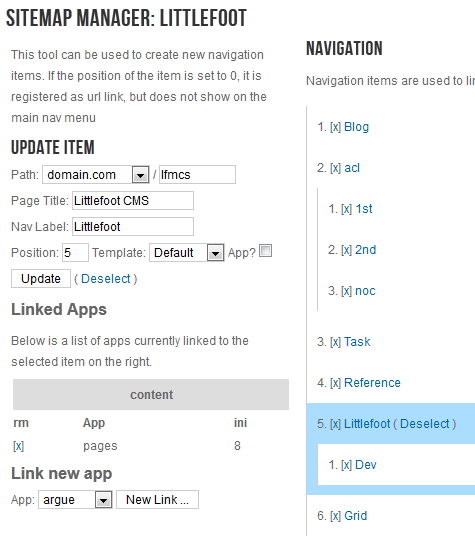 SITEMAP MANAGER: LITTLEFOOT
This tool can be used to create new navigation
items. If the position of the item is set to 0, it is
registered as url link, but does not show on the
main nav menu
UPDATE ITEM
Path: domain.com / lfmcs
Page Title: Littlefoot CMS
Nav Label: Littlefoot
Position: 5 Template: Default App?
Update ( Deselect )
Linked Apps
Below is a list of apps currently linked to the
selected item on the right.
content
rm App ini
[x] pages 8
Link new app
App: argue New Link ...
NAVIGATION
Navigation items are used to
1. [x] Blog
2. [x] acl
1. [x] 1st
2. [x] 2nd
3. [x] noc
3. [x] Task
4. [x] Reference
5. [x] Littlefoot ( Deselect )
1. [x] Dev
6. [x] Grid